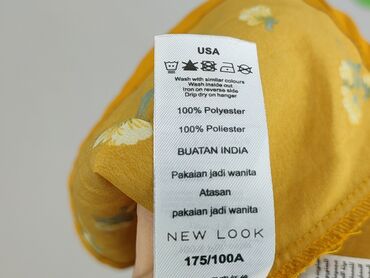 USA
Wash with similar colours
Wash inside out
Iron on reverse side
Drip dry on hanger
100% Polyester
100% Poliester
BUATAN INDIA
Pakaian jadi wanita
Atasan
pakaian jadi wanita
NEW LOOK
175/100A